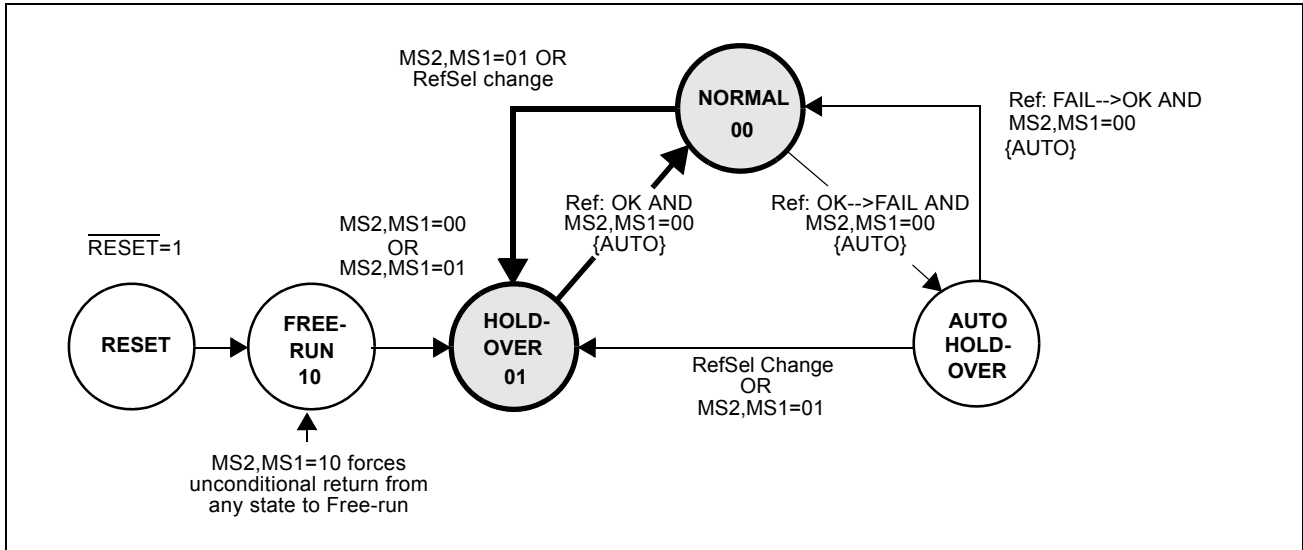 MS2,MS1=01 OR
RefSel change
NORMAL
00
Ref: FAIL-->OK AND
MS2,MS1=00
{AUTO}
Ref: OK AND
MS2,MS1=00
{AUTO}
Ref: OK-->FAIL AND
MS2,MS1=00
{AUTO}
RESET=1
MS2,MS1=00
OR
MS2,MS1=01
RESET
FREE-
RUN
10
HOLD-
OVER
01
AUTO
HOLD-
OVER
RefSel Change
OR
MS2,MS1=01
MS2,MS1=10 forces
unconditional return from
any state to Free-run